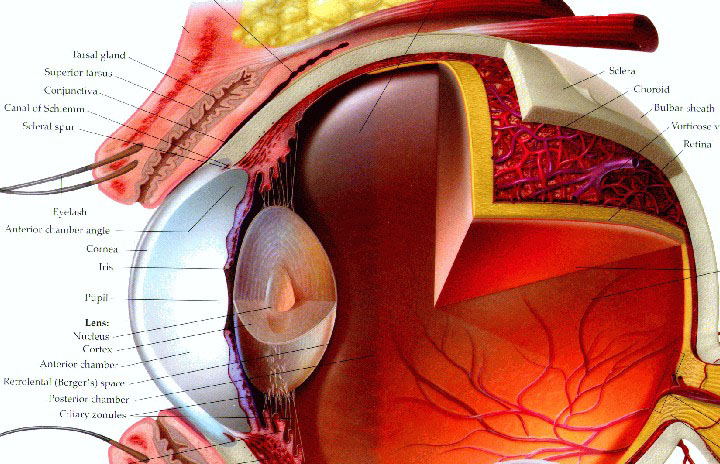 Tarsal gland
Superior tarsus
Conjunctiva
Canal of Schlemm
Scleral spur
Eyelash
Anterior chamber angle
Cornea
Iris
Pupil
Lens:
Nucleus
Cortex
Anterior chamber
Retrolental (Berger's) space
Posterior chamber
Ciliary zonules
Sclera
Choroid
Bulbar sheath
Vorticose v
Retina